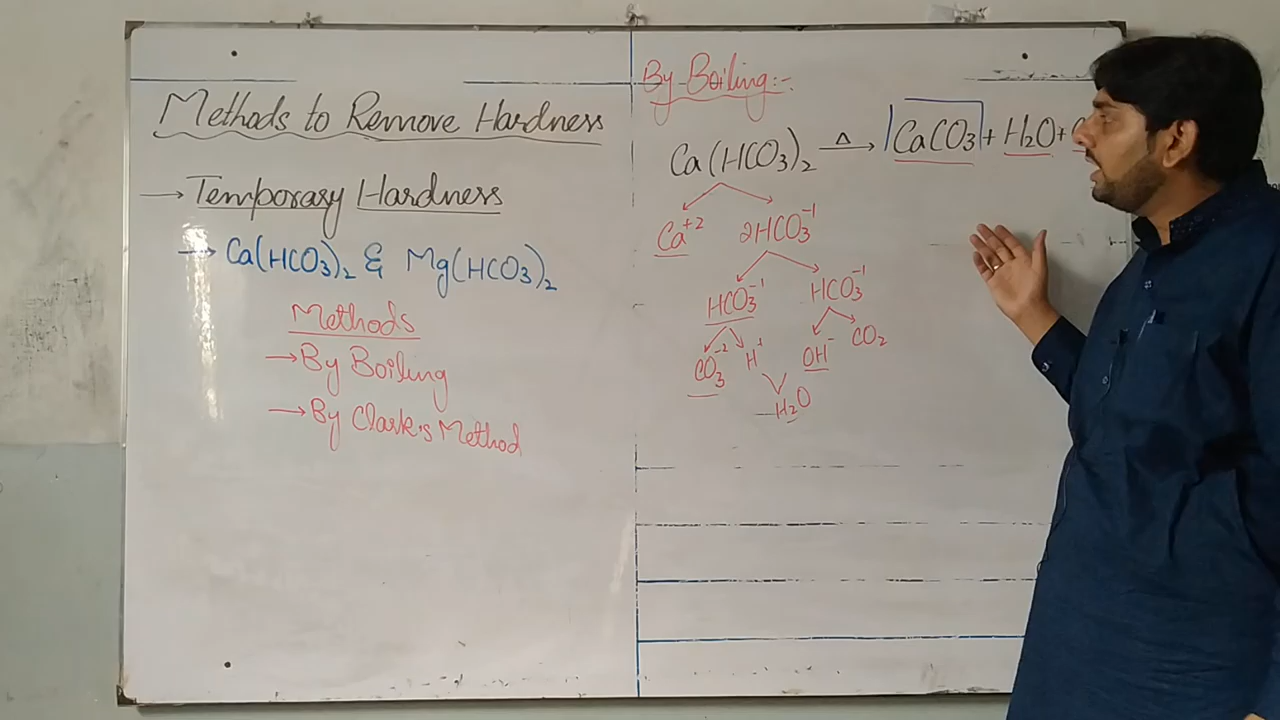 Methods to Remove Hardness
→ Temporary Hardness
→ Ca(HCO3)2 & Mg(HCO3)2
Methods
→ By Boiling
→ By Clark's Method
By Boiling:-
Ca(HCO3)2 —Δ→ CaCO3 + H2O +
Ca+2 2HCO3-1
HCO3-1 HCO3-1
CO3-2 H+ OH- CO2
H2O